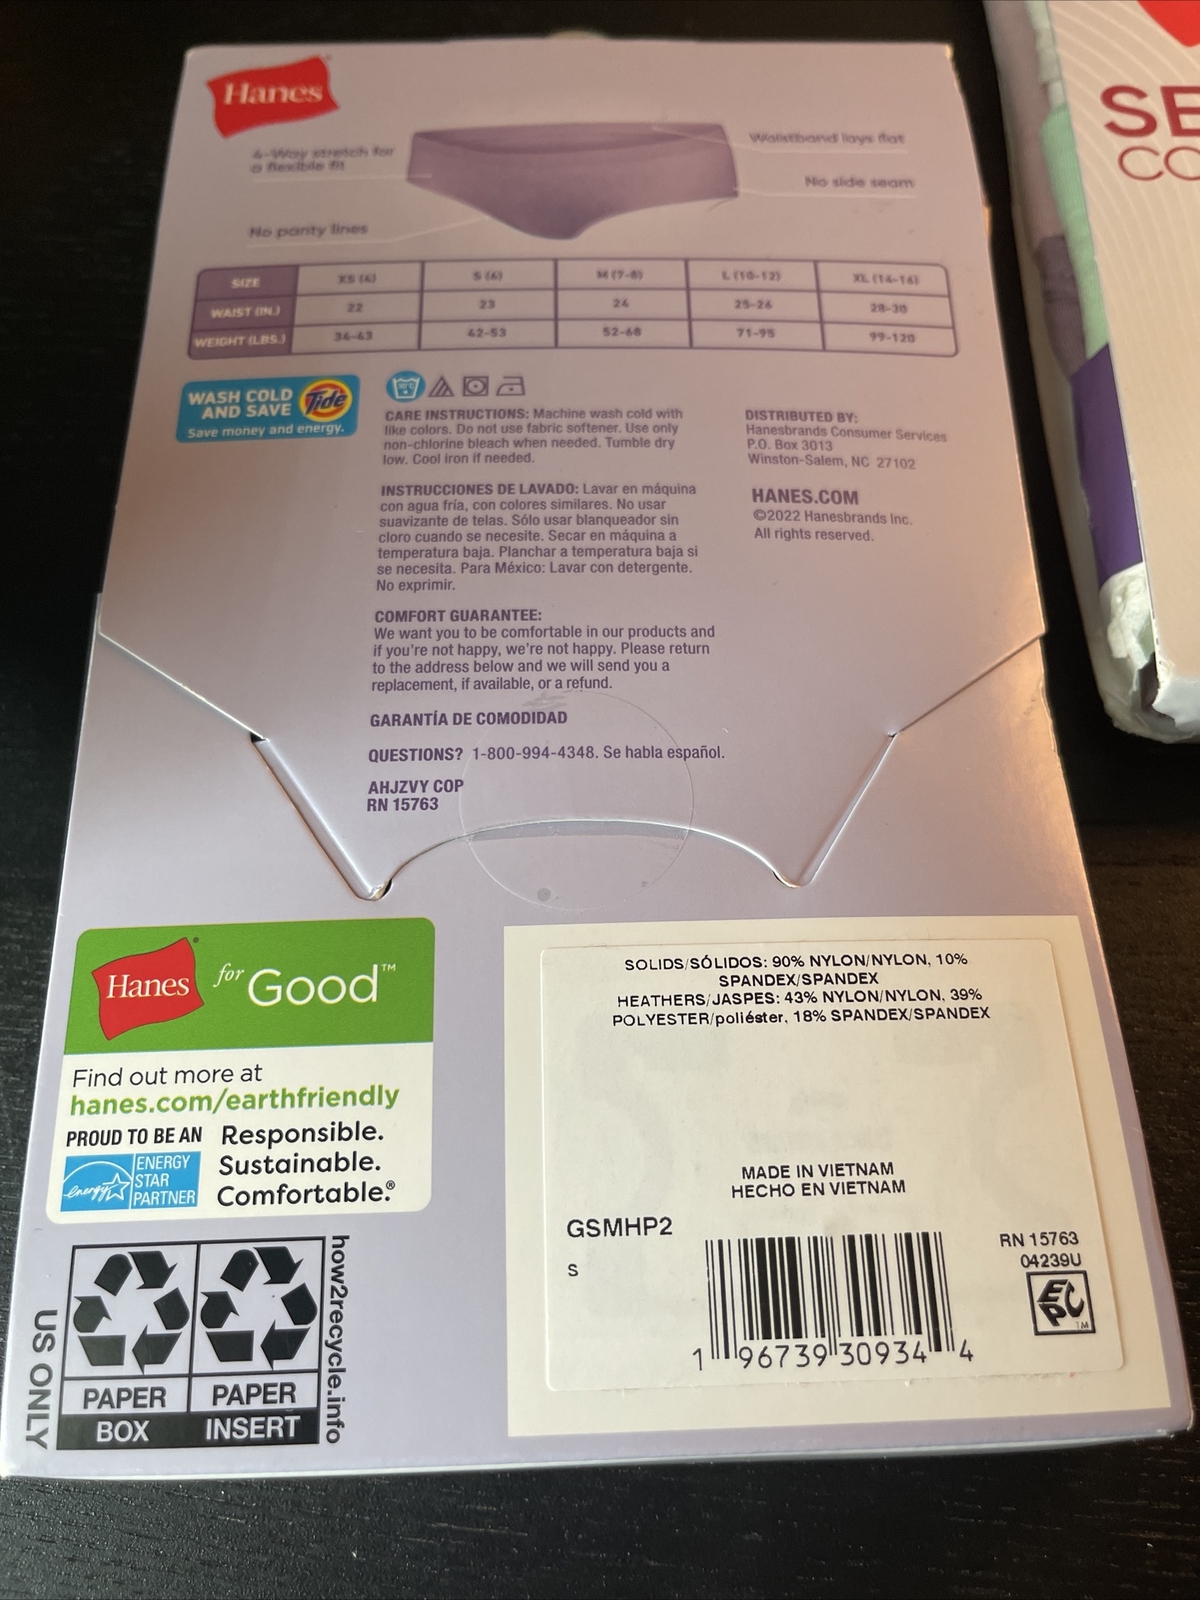 Hanes
4-Way stretch for
a flexible fit
Waistband lays flat
No side seam
No panty lines
SIZE S (6) M (7-8) L (10-12) XL (14-16)
WAIST (IN.) 22 23 24 25-26 28-30
WEIGHT (LBS.) 42-53 52-68 71-95 99-120
WASH COLD
AND SAVE
Tide
Save money and energy.
CARE INSTRUCTIONS: Machine wash cold with
like colors. Do not use fabric softener. Use only
non-chlorine bleach when needed. Tumble dry
low. Cool iron if needed.
INSTRUCCIONES DE LAVADO: Lavar en máquina
con agua fría, con colores similares. No usar
suavizante de telas. Sólo usar blanqueador sin
cloro cuando se necesite. Secar en máquina a
temperatura baja. Planchar a temperatura baja si
se necesita. Para México: Lavar con detergente.
No exprimir.
COMFORT GUARANTEE:
We want you to be comfortable in our products and
if you're not happy, we're not happy. Please return
to the address below and we will send you a
replacement, if available, or a refund.
GARANTÍA DE COMODIDAD
QUESTIONS? 1-800-994-4348. Se habla español.
AHJZVY COP
RN 15763
DISTRIBUTED BY:
Hanesbrands Consumer Services
P.O. Box 3013
Winston-Salem, NC 27102
HANES.COM
©2022 Hanesbrands Inc.
All rights reserved.
Hanes for Good™
Find out more at
hanes.com/earthfriendly
PROUD TO BE AN
energy
ENERGY
STAR
PARTNER
Responsible.
Sustainable.
Comfortable.®
US ONLY
PAPER
BOX
PAPER
INSERT
how2recycle.info
SOLIDS/SÓLIDOS: 90% NYLON/NYLON, 10%
SPANDEX/SPANDEX
HEATHERS/JASPES: 43% NYLON/NYLON, 39%
POLYESTER/poliéster, 18% SPANDEX/SPANDEX
MADE IN VIETNAM
HECHO EN VIETNAM
GSMHP2
S
RN 15763
04239U
EPC™
1 96739 30934 4
SE
CO